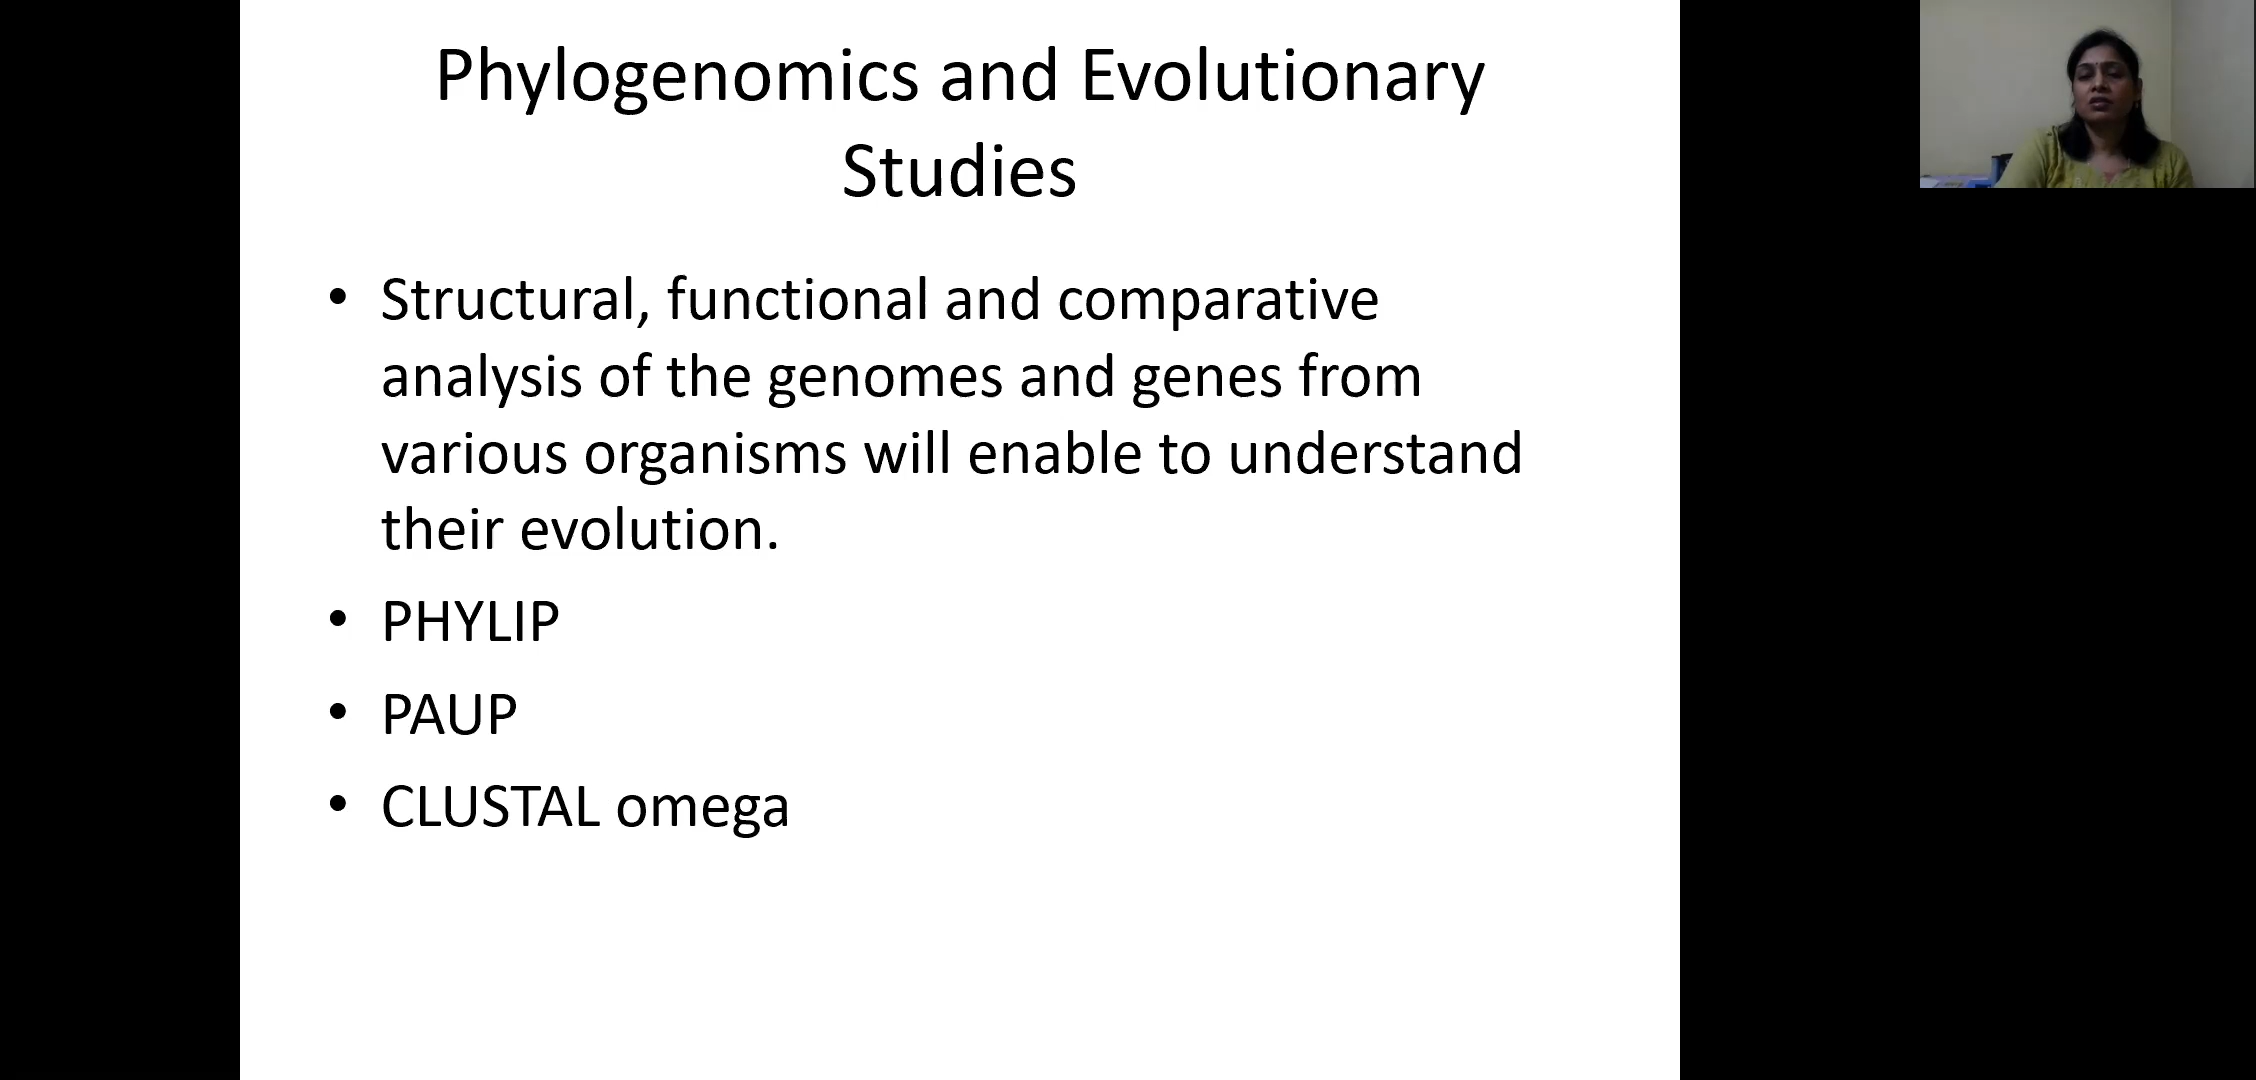 Phylogenomics and Evolutionary
Studies
• Structural, functional and comparative
analysis of the genomes and genes from
various organisms will enable to understand
their evolution.
• PHYLIP
• PAUP
• CLUSTAL omega